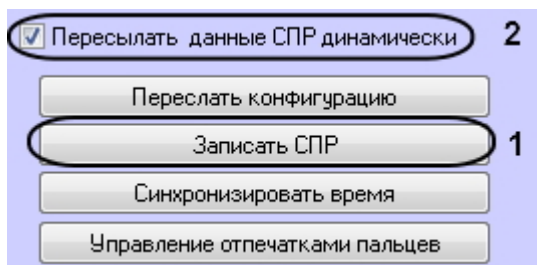 Пересылать данные СПР динамически 2
Переслать конфигурацию
Записать СПР 1
Синхронизировать время
Управление отпечатками пальцев